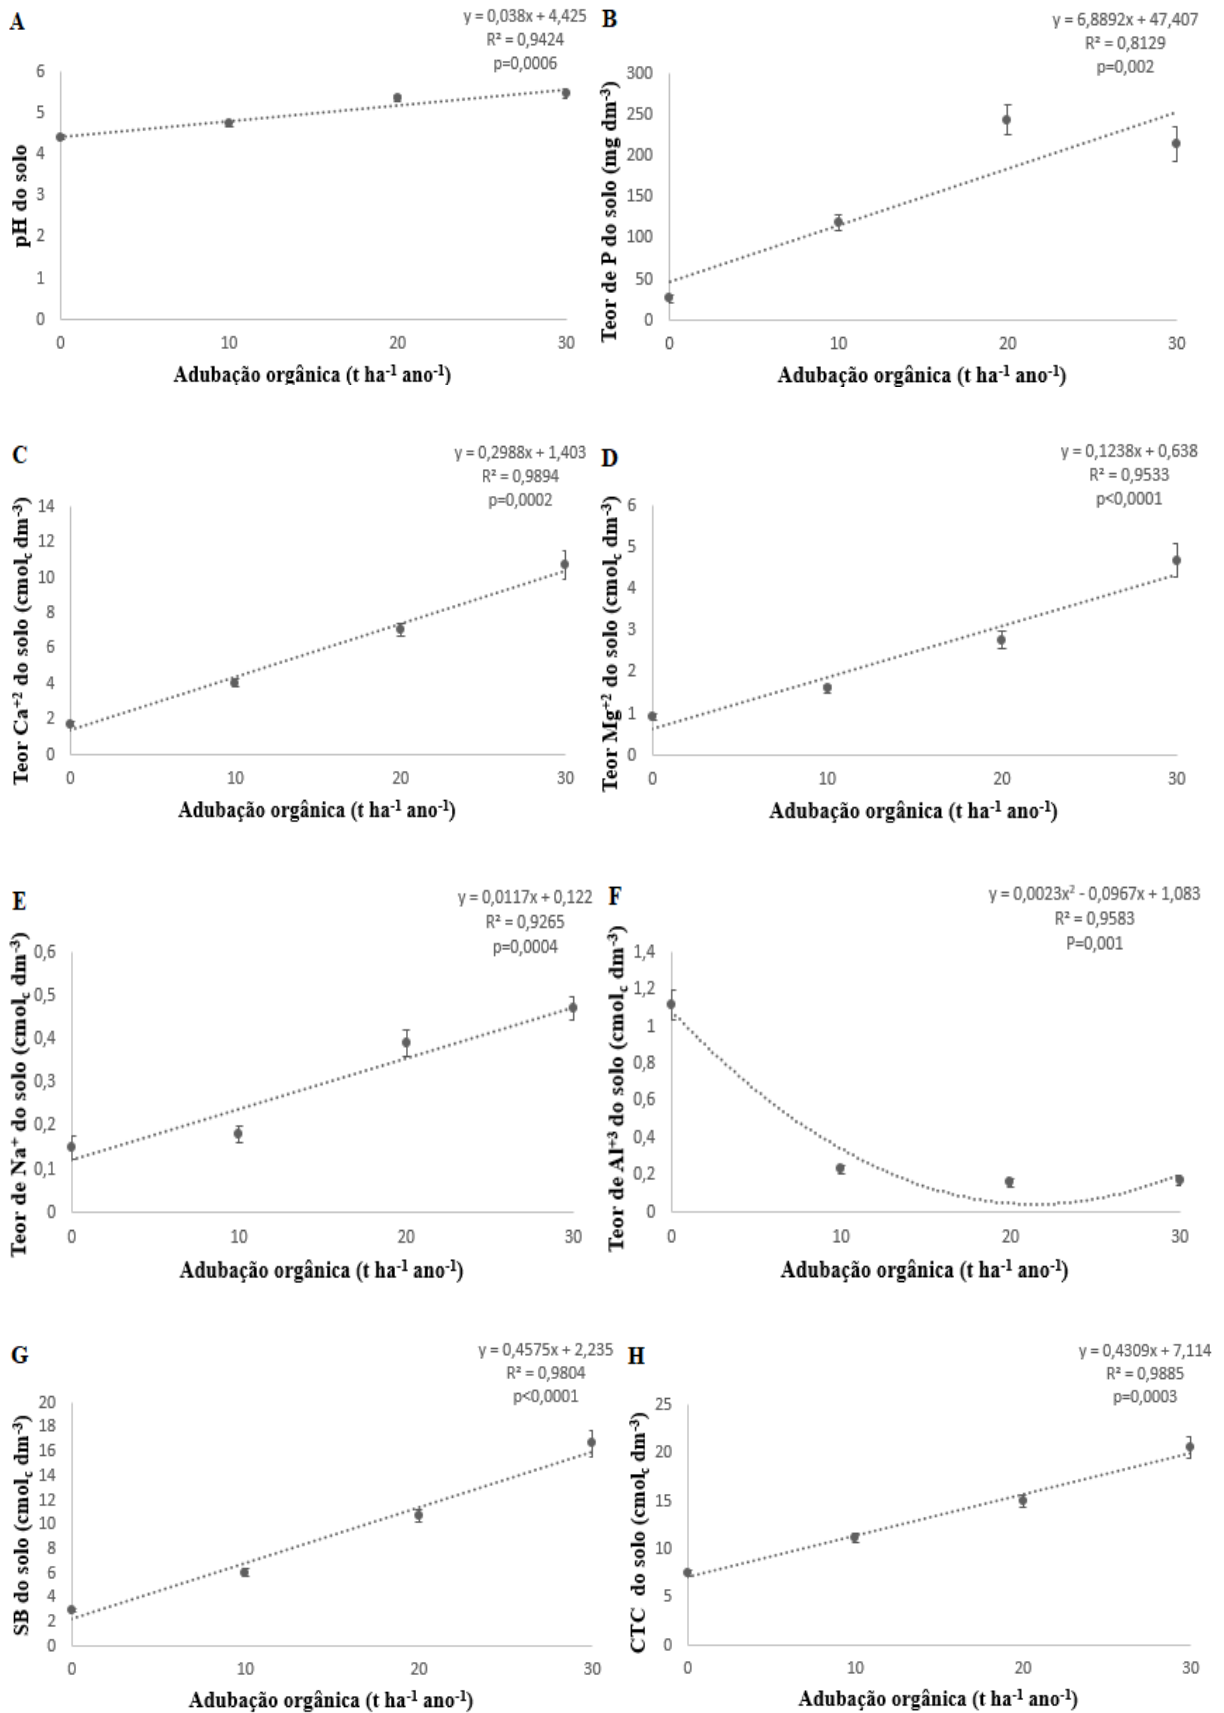 A
y = 0,038x + 4,425
R² = 0,9424
p=0,0006
pH do solo
6
5
4
3
2
1
0
0 10 20 30
Adubação orgânica (t ha⁻¹ ano⁻¹)
B
y = 6,8892x + 47,407
R² = 0,8129
p=0,002
Teor de P do solo (mg dm⁻³)
300
250
200
150
100
50
0
0 10 20 30
Adubação orgânica (t ha⁻¹ ano⁻¹)
C
y = 0,2988x + 1,403
R² = 0,9894
p=0,0002
Teor Ca⁺² do solo (cmol꜀ dm⁻³)
14
12
10
8
6
4
2
0
0 10 20 30
Adubação orgânica (t ha⁻¹ ano⁻¹)
D
y = 0,1238x + 0,638
R² = 0,9533
p<0,0001
Teor Mg⁺² do solo (cmol꜀ dm⁻³)
6
5
4
3
2
1
0
0 10 20 30
Adubação orgânica (t ha⁻¹ ano⁻¹)
E
y = 0,0117x + 0,122
R² = 0,9265
p=0,0004
Teor de Na⁺ do solo (cmol꜀ dm⁻³)
0,6
0,5
0,4
0,3
0,2
0,1
0
0 10 20 30
Adubação orgânica (t ha⁻¹ ano⁻¹)
F
y = 0,0023x² - 0,0967x + 1,083
R² = 0,9583
P=0,001
Teor de Al⁺³ do solo (cmol꜀ dm⁻³)
1,4
1,2
1
0,8
0,6
0,4
0,2
0
0 10 20 30
Adubação orgânica (t ha⁻¹ ano⁻¹)
G
y = 0,4575x + 2,235
R² = 0,9804
p<0,0001
SB do solo (cmol꜀ dm⁻³)
20
18
16
14
12
10
8
6
4
2
0
0 10 20 30
Adubação orgânica (t ha⁻¹ ano⁻¹)
H
y = 0,4309x + 7,114
R² = 0,9885
p=0,0003
CTC do solo (cmol꜀ dm⁻³)
25
20
15
10
5
0
0 10 20 30
Adubação orgânica (t ha⁻¹ ano⁻¹)